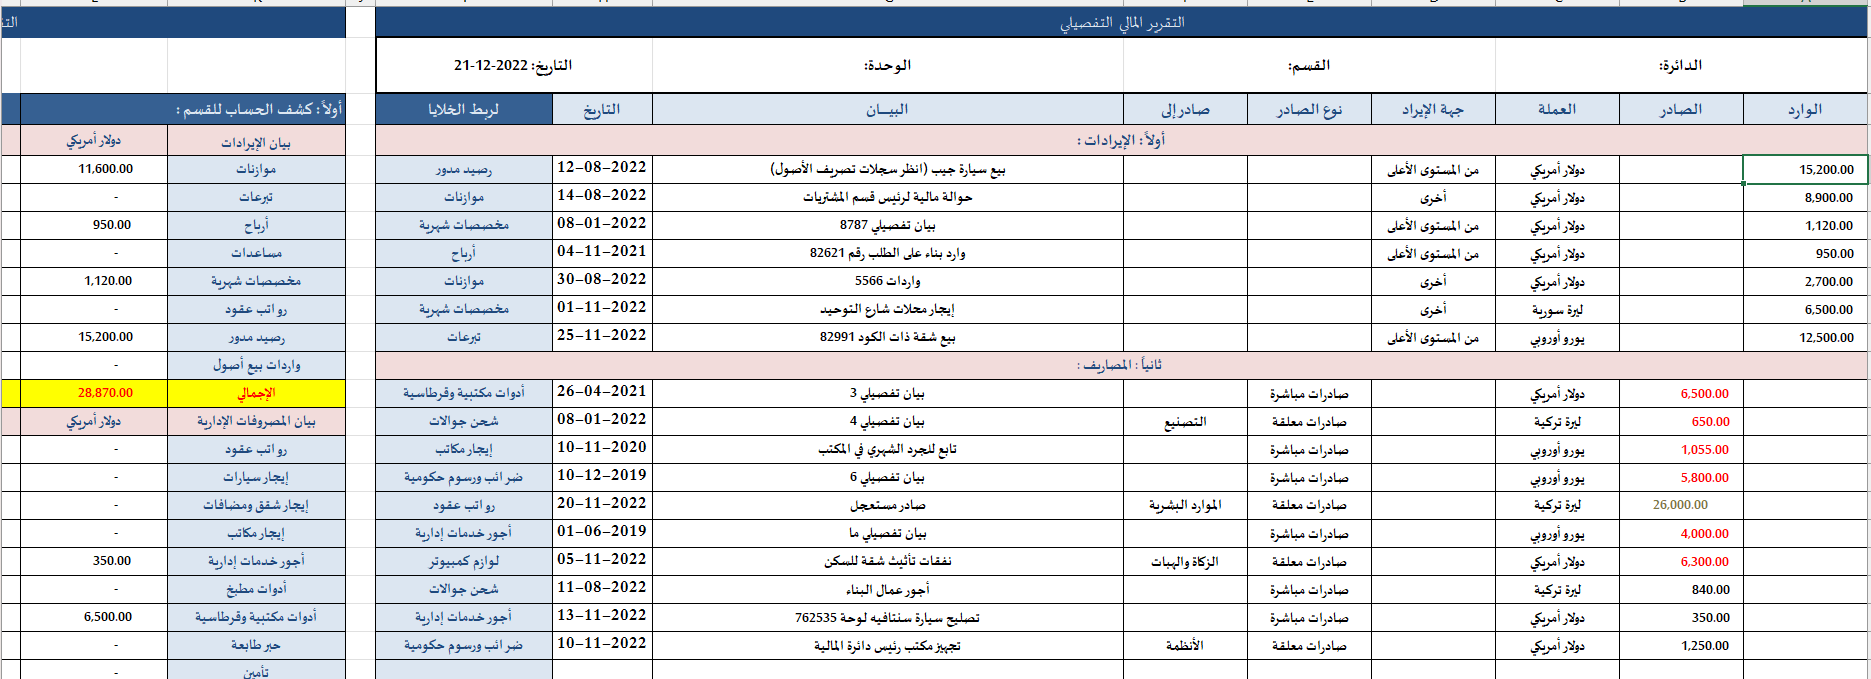 التقرير المالي التفصيلي
الدائرة: القسم: الوحدة: التاريخ: 21-12-2022
الوارد الصادر العملة جهة الإيراد نوع الصادر صادر إلى البيـــان التاريخ لربط الخلايا
أولاً: الإيرادات :
15,200.00 دولار أمريكي من المستوى الأعلى بيع سيارة جيب (انظر سجلات تصريف الأصول) 12-08-2022 رصيد مدور
8,900.00 دولار أمريكي أخرى حوالة مالية لرئيس قسم المشتريات 14-08-2022 موازنات
1,120.00 دولار أمريكي من المستوى الأعلى بيان تفصيلي 8787 08-01-2022 مخصصات شهرية
950.00 دولار أمريكي من المستوى الأعلى وارد بناء على الطلب رقم 82621 04-11-2021 أرباح
2,700.00 دولار أمريكي أخرى واردات 5566 30-08-2022 موازنات
6,500.00 ليرة سورية أخرى إيجار محلات شارع التوحيد 01-11-2022 مخصصات شهرية
12,500.00 يورو أوروبي من المستوى الأعلى بيع شقة ذات الكود 82991 25-11-2022 تبرعات
ثانياً: المصاريف :
6,500.00 دولار أمريكي صادرات مباشرة بيان تفصيلي 3 26-04-2021 أدوات مكتبية وقرطاسية
650.00 ليرة تركية صادرات معلقة التصنيع بيان تفصيلي 4 08-01-2022 شحن جوالات
1,055.00 يورو أوروبي صادرات مباشرة تابع للجرد الشهري في المكتب 10-11-2020 إيجار مكاتب
5,800.00 يورو أوروبي صادرات مباشرة بيان تفصيلي 6 10-12-2019 ضرائب ورسوم حكومية
26,000.00 ليرة تركية صادرات معلقة الموارد البشرية صادر مستعجل 20-11-2022 رواتب عقود
4,000.00 يورو أوروبي صادرات مباشرة بيان تفصيلي ما 01-06-2019 أجور خدمات إدارية
6,300.00 دولار أمريكي صادرات معلقة الزكاة والهبات نفقات تأثيث شقة للسكن 05-11-2022 لوازم كمبيوتر
840.00 ليرة تركية صادرات مباشرة أجور عمال البناء 11-08-2022 شحن جوالات
350.00 دولار أمريكي صادرات مباشرة تصليح سيارة سنتافيه لوحة 762535 13-11-2022 أجور خدمات إدارية
1,250.00 دولار أمريكي صادرات معلقة الأنظمة تجهيز مكتب رئيس دائرة المالية 10-11-2022 ضرائب ورسوم حكومية
أولاً: كشف الحساب للقسم :
بيان الإيرادات دولار أمريكي
موازنات 11,600.00
تبرعات -
أرباح 950.00
مساعدات -
مخصصات شهرية 1,120.00
رواتب عقود -
رصيد مدور 15,200.00
واردات بيع أصول -
الإجمالي 28,870.00
بيان المصروفات الإدارية دولار أمريكي
رواتب عقود -
إيجار سيارات -
إيجار شقق ومضافات -
إيجار مكاتب -
أجور خدمات إدارية 350.00
أدوات مطبخ -
أدوات مكتبية وقرطاسية 6,500.00
حبر طابعة -
تأمين -